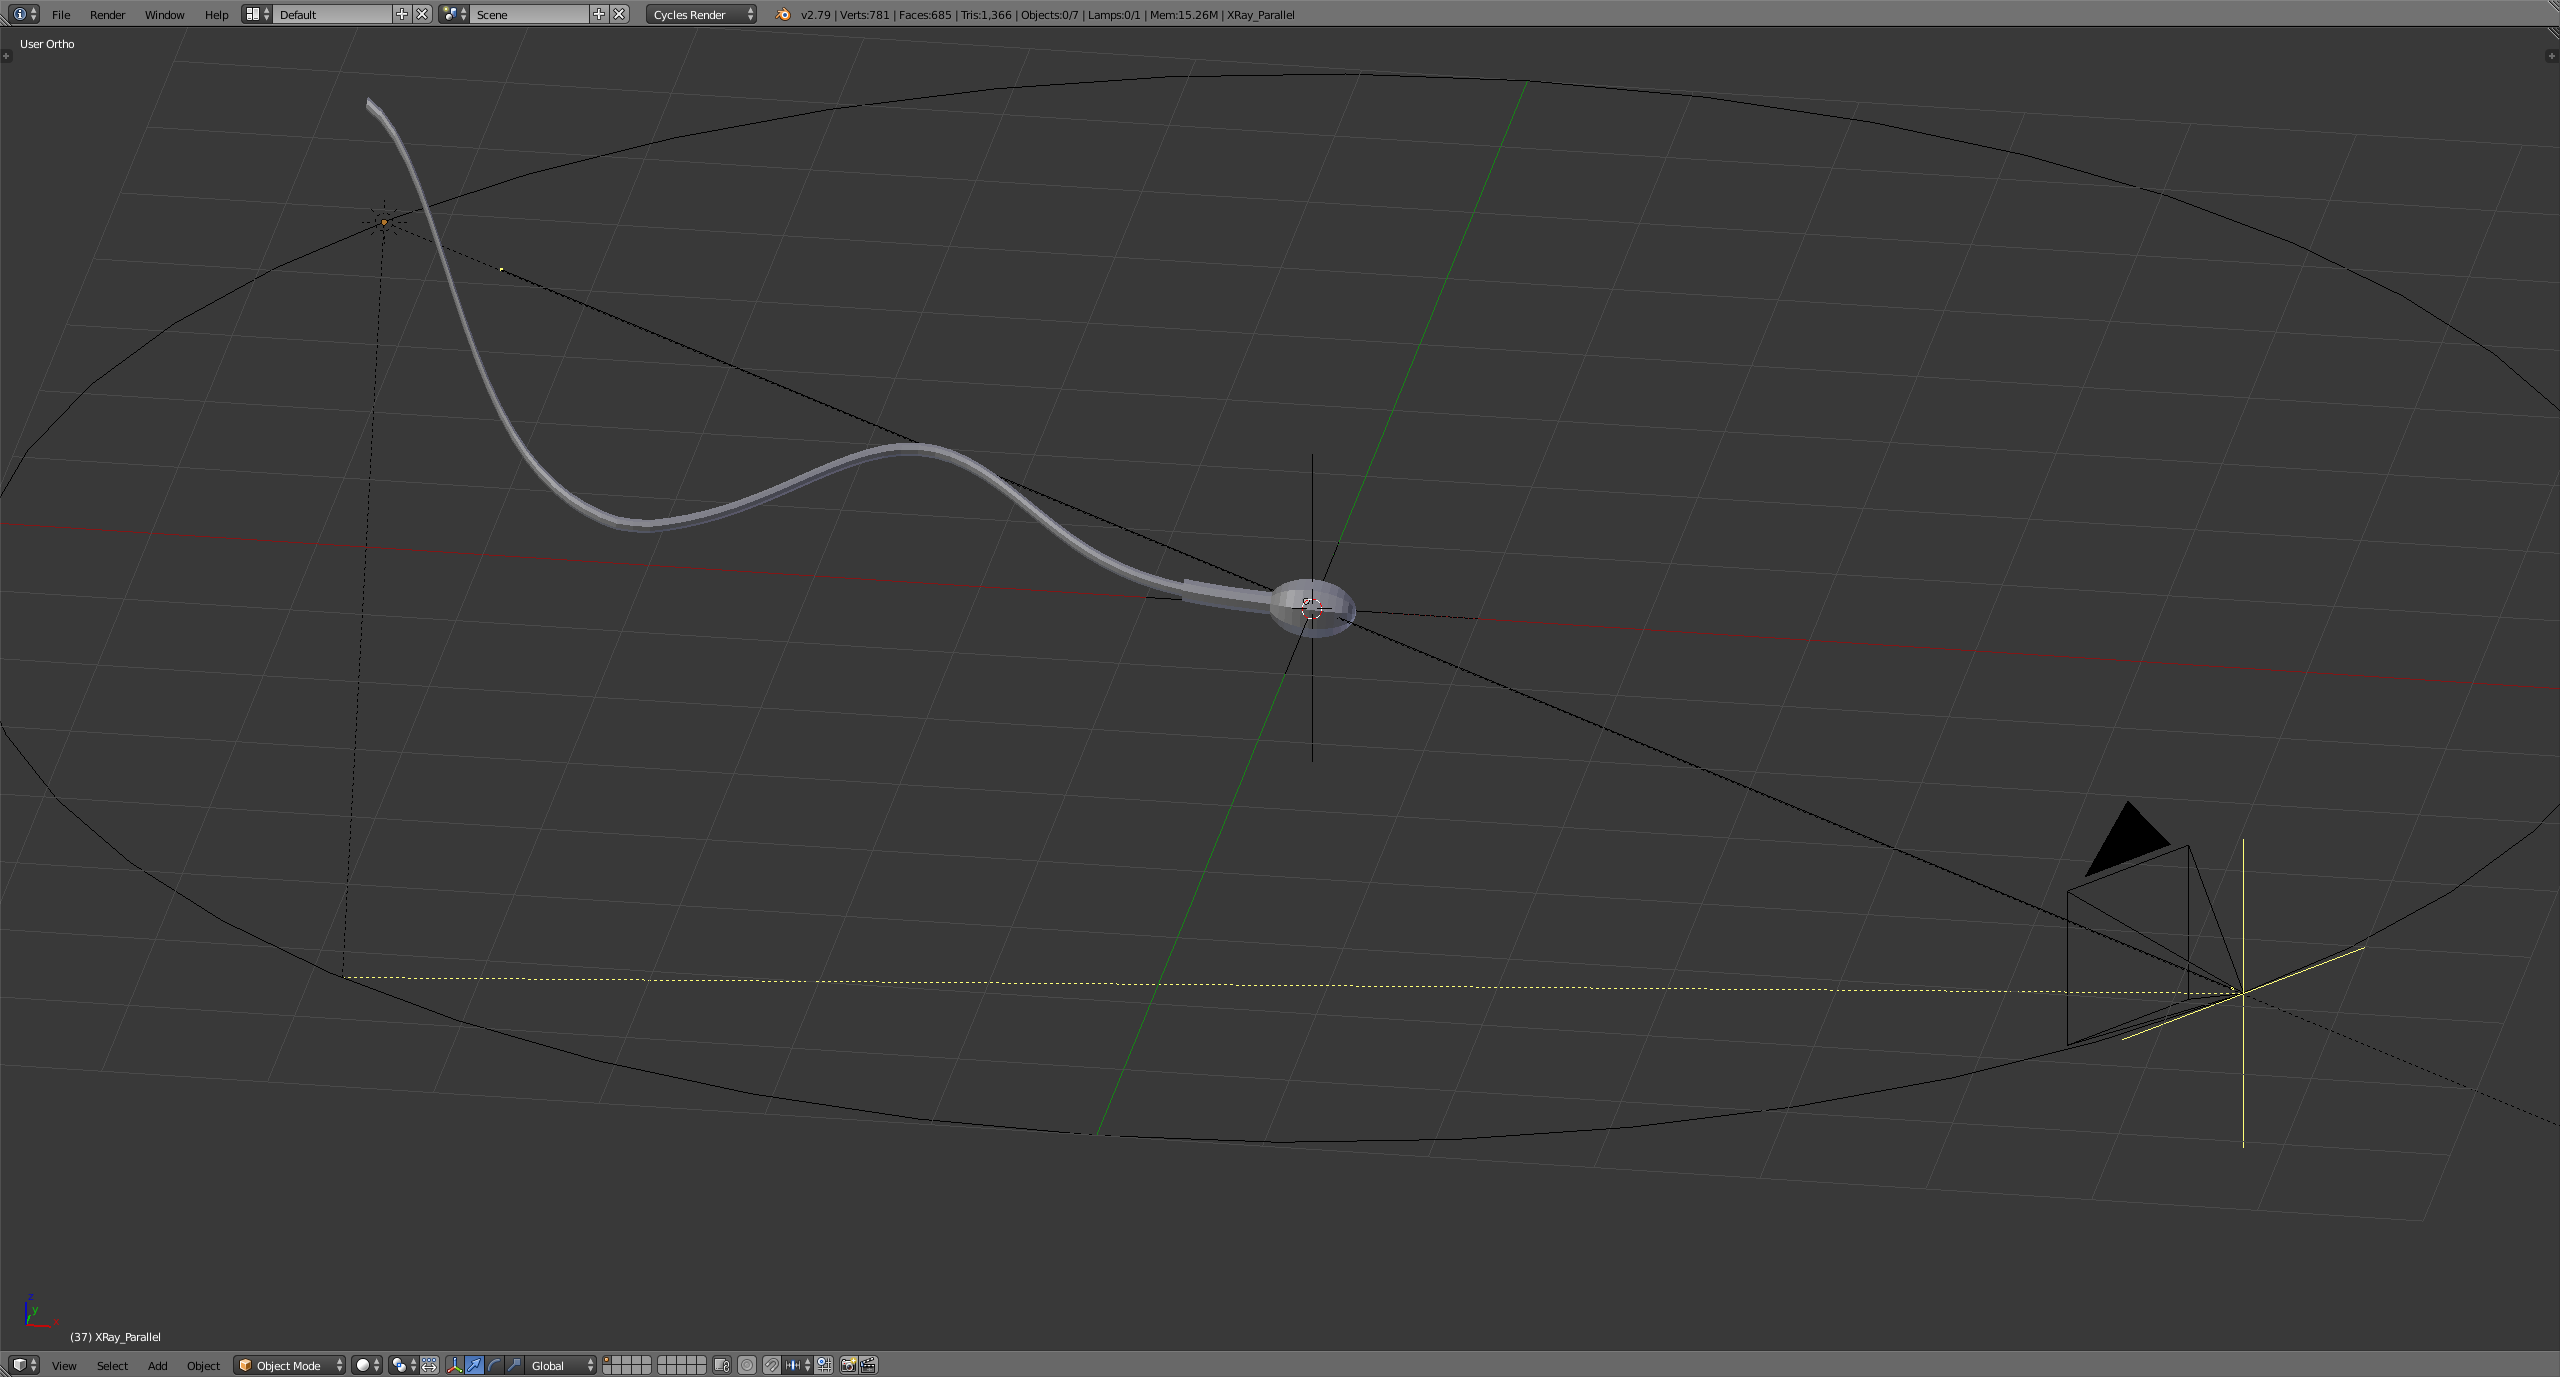 File Render Window Help Default Scene Cycles Render v2.79 | Verts:781 | Faces:685 | Tris:1,366 | Objects:0/7 | Lamps:0/1 | Mem:15.26M | XRay_Parallel
User Ortho
z
y
x
(37) XRay_Parallel
View Select Add Object Object Mode Global